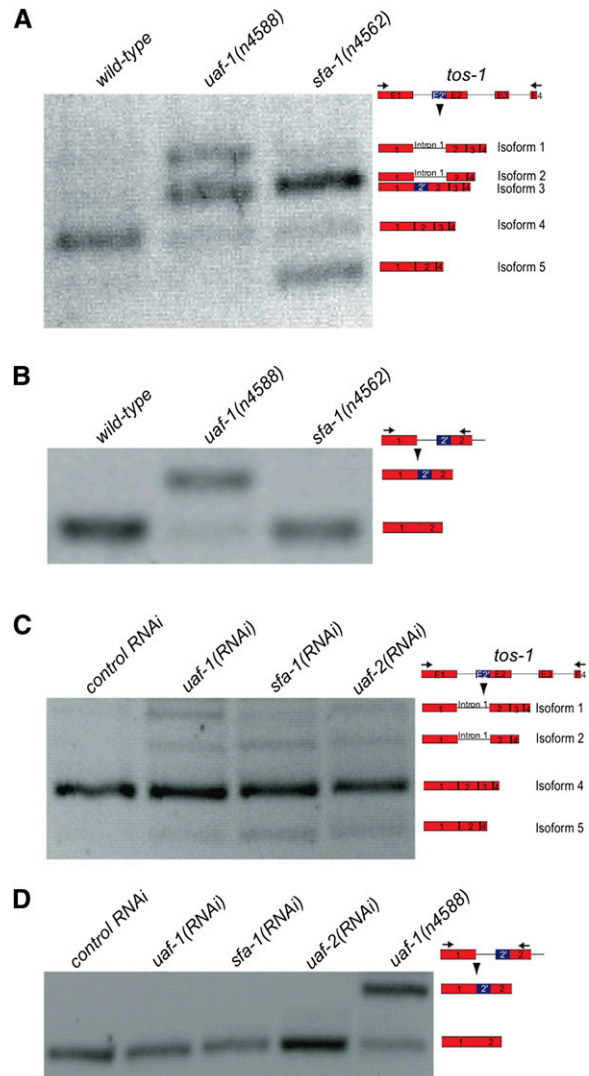 A
wild-type
uaf-1(n4588)
sfa-1(n4562)
tos-1
E1 E2' E2 E3 E4
Intron 1
1 2 3 4 Isoform 1
Intron 1
1 2 4 Isoform 2
1 2' 2 3 4 Isoform 3
1 2 3 4 Isoform 4
1 2 4 Isoform 5
B
wild-type
uaf-1(n4588)
sfa-1(n4562)
1 2' 2
1 2' 2
1 2
C
control RNAi
uaf-1(RNAi)
sfa-1(RNAi)
uaf-2(RNAi)
tos-1
E1 E2' E2 E3 E4
Intron 1
1 2 3 4 Isoform 1
Intron 1
1 2 4 Isoform 2
1 2 3 4 Isoform 4
1 2 4 Isoform 5
D
control RNAi
uaf-1(RNAi)
sfa-1(RNAi)
uaf-2(RNAi)
uaf-1(n4588)
1 2' 2
1 2' 2
1 2